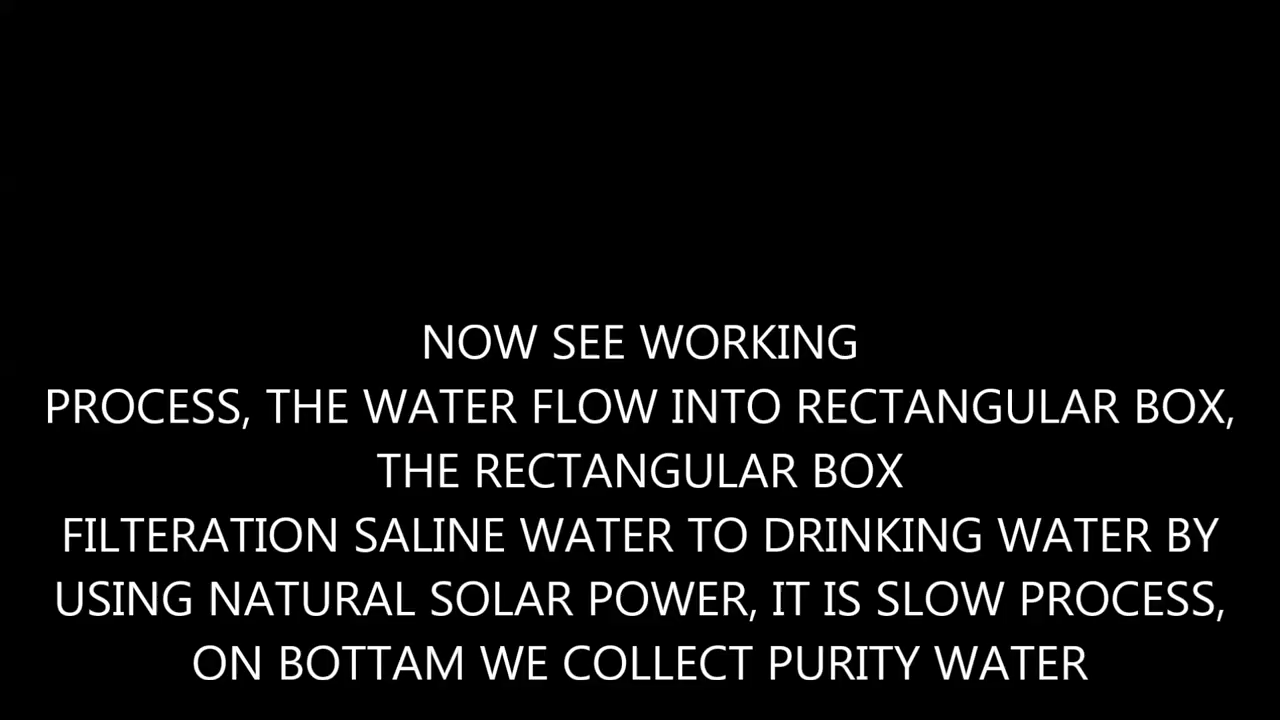 NOW SEE WORKING
PROCESS, THE WATER FLOW INTO RECTANGULAR BOX,
THE RECTANGULAR BOX
FILTERATION SALINE WATER TO DRINKING WATER BY
USING NATURAL SOLAR POWER, IT IS SLOW PROCESS,
ON BOTTAM WE COLLECT PURITY WATER